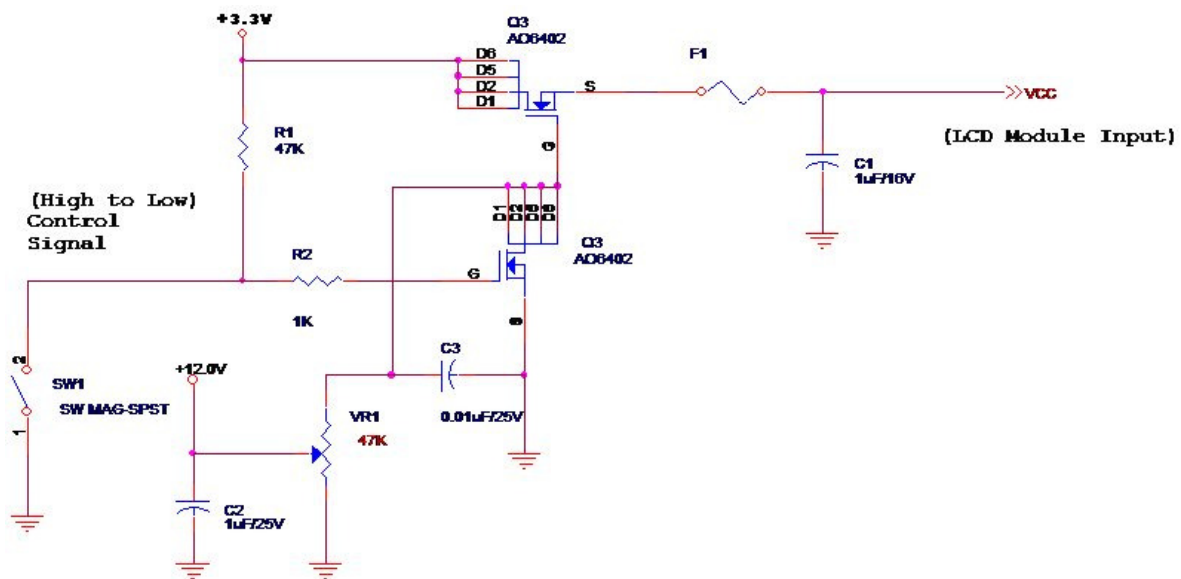 +3.3V
Q3
AO6402
D6
D5
D2
D1
S
G
F1
VCC
(LCD Module Input)
R1
47K
C1
1uF/16V
(High to Low)
Control
Signal
D1
D2
Q3
AO6402
R2
1K
G
S
2
SW1
SW MAG-SPST
1
+12.0V
C3
0.01uF/25V
VR1
47K
C2
1uF/25V